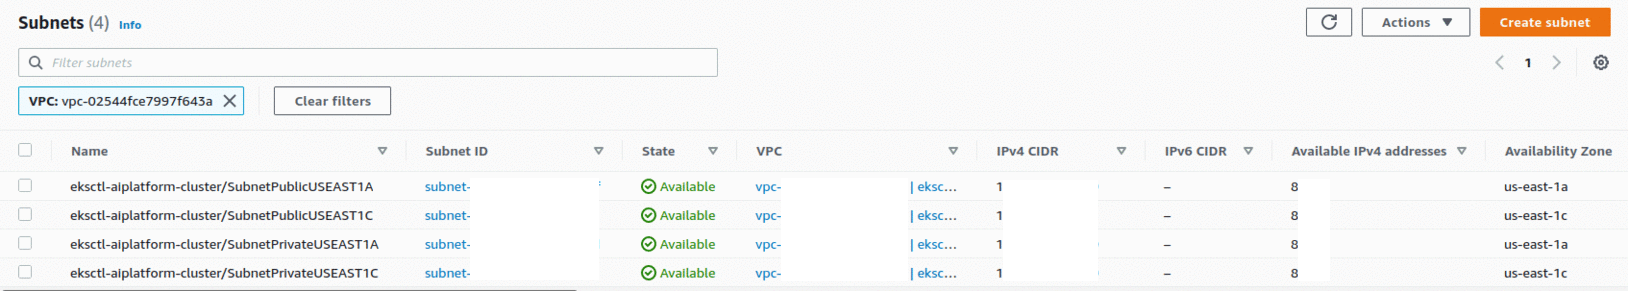 Subnets (4) Info Actions Create subnet
Filter subnets 1
VPC: vpc-02544fce7997f643a Clear filters
Name Subnet ID State VPC IPv4 CIDR IPv6 CIDR Available IPv4 addresses Availability Zone
eksctl-aiplatform-cluster/SubnetPublicUSEAST1A subnet- Available vpc- | eksc... 1 – 8 us-east-1a
eksctl-aiplatform-cluster/SubnetPublicUSEAST1C subnet- Available vpc- | eksc... 1 – 8 us-east-1c
eksctl-aiplatform-cluster/SubnetPrivateUSEAST1A subnet- Available vpc- | eksc... 1 – 8 us-east-1a
eksctl-aiplatform-cluster/SubnetPrivateUSEAST1C subnet- Available vpc- | eksc... 1 – 8 us-east-1c